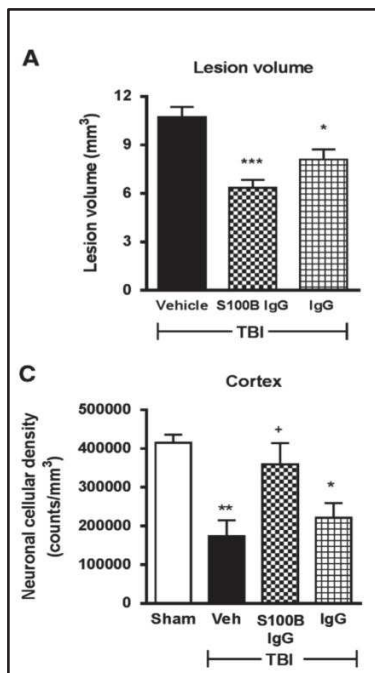 A
Lesion volume
Lesion volume (mm³)
12
9
6
3
0
***
*
Vehicle S100B IgG IgG
TBI
C
Cortex
Neuronal cellular density
(counts/mm³)
500000
400000
300000
200000
100000
0
**
+
*
Sham Veh S100B IgG IgG
TBI